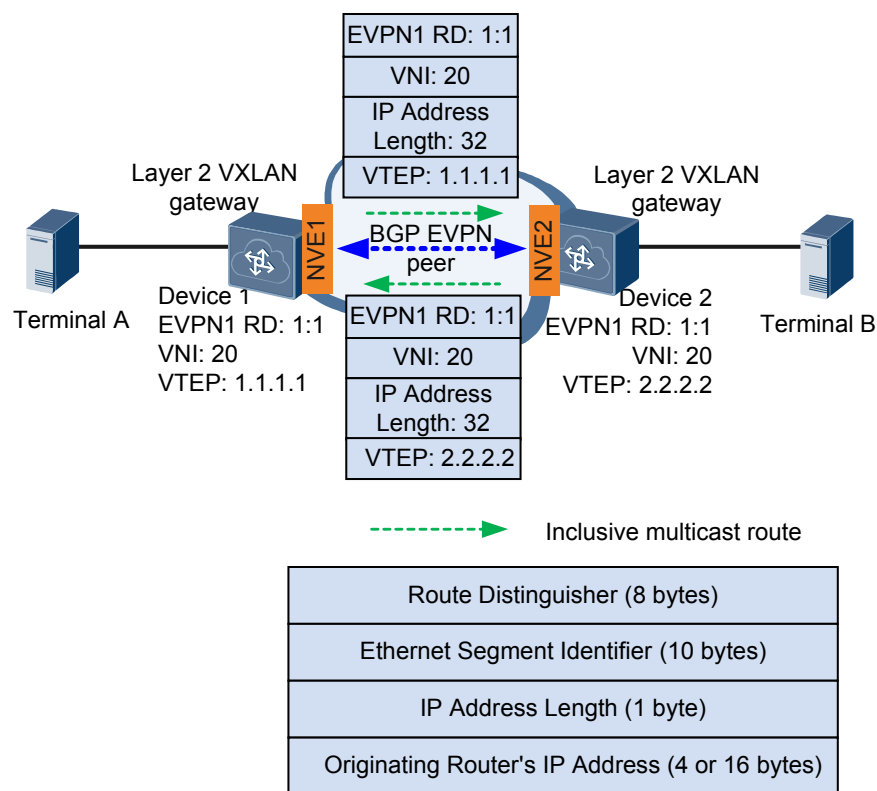 EVPN1 RD: 1:1
VNI: 20
IP Address
Length: 32
VTEP: 1.1.1.1
Layer 2 VXLAN
gateway
Layer 2 VXLAN
gateway
NVE1
BGP EVPN
peer
NVE2
Terminal A
Device 1
EVPN1 RD: 1:1
VNI: 20
VTEP: 1.1.1.1
EVPN1 RD: 1:1
VNI: 20
IP Address
Length: 32
VTEP: 2.2.2.2
Device 2
EVPN1 RD: 1:1
VNI: 20
VTEP: 2.2.2.2
Terminal B
Inclusive multicast route
Route Distinguisher (8 bytes)
Ethernet Segment Identifier (10 bytes)
IP Address Length (1 byte)
Originating Router's IP Address (4 or 16 bytes)